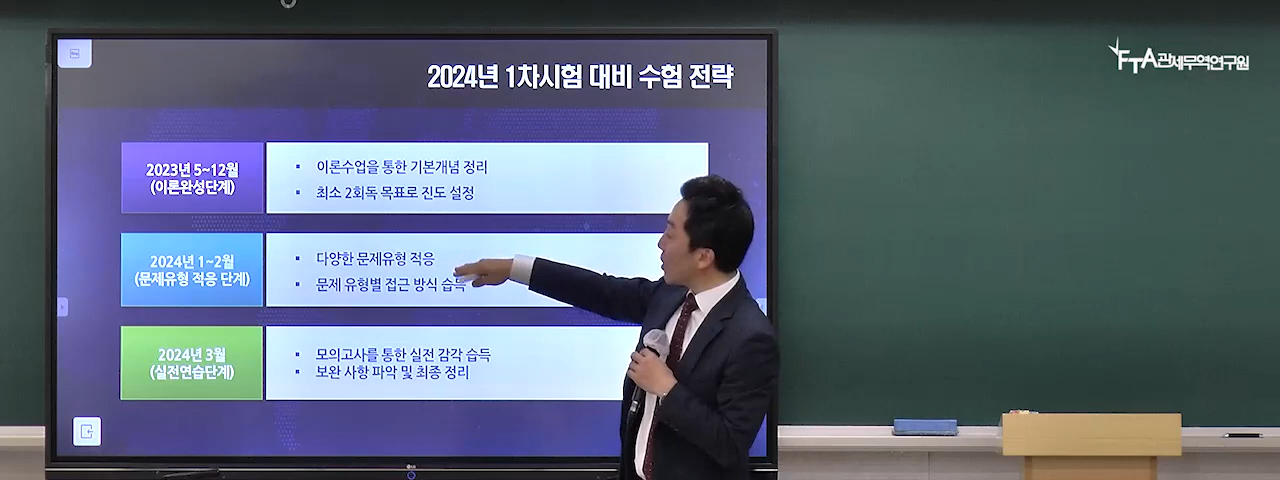 2024년 1차시험 대비 수험 전략
FTA관세무역연구원
2023년 5~12월
(이론완성단계)
▪ 이론수업을 통한 기본개념 정리
▪ 최소 2회독 목표로 진도 설정
2024년 1~2월
(문제유형 적응 단계)
▪ 다양한 문제유형 적응
▪ 문제 유형별 접근 방식 습득
2024년 3월
(실전연습단계)
▪ 모의고사를 통한 실전 감각 습득
▪ 보완 사항 파악 및 최종 정리
LG